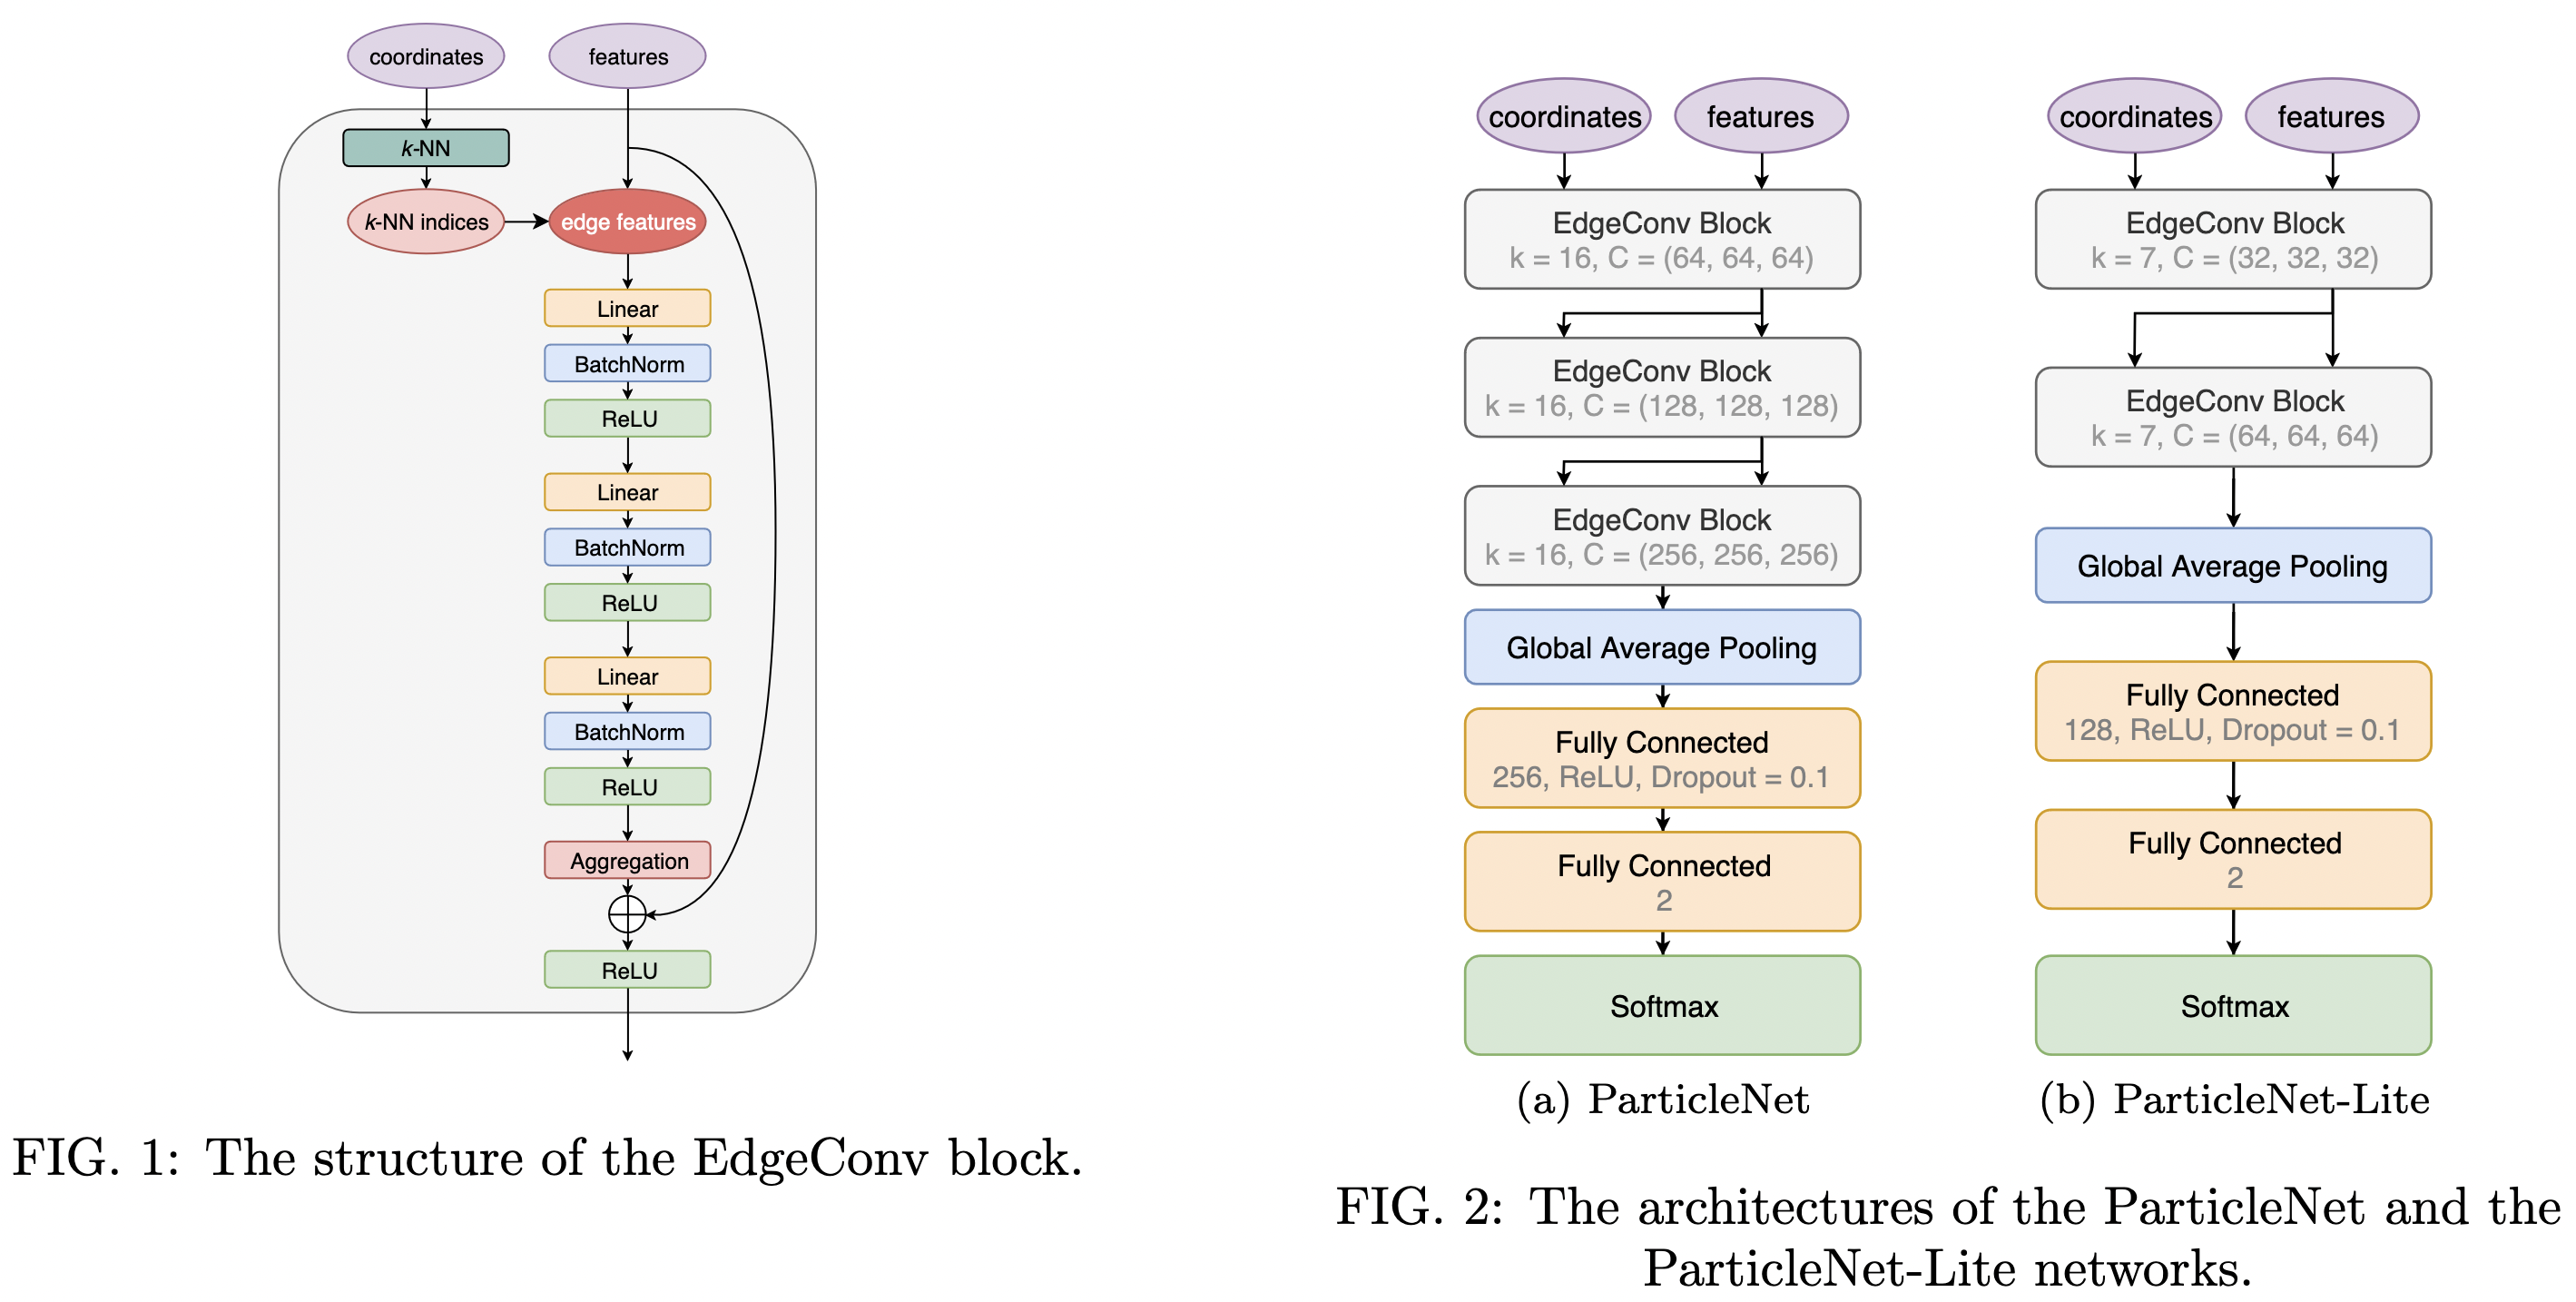 coordinates
features
k-NN
k-NN indices
edge features
Linear
BatchNorm
ReLU
Linear
BatchNorm
ReLU
Linear
BatchNorm
ReLU
Aggregation
ReLU
FIG. 1: The structure of the EdgeConv block.
coordinates
features
EdgeConv Block
k = 16, C = (64, 64, 64)
EdgeConv Block
k = 16, C = (128, 128, 128)
EdgeConv Block
k = 16, C = (256, 256, 256)
Global Average Pooling
Fully Connected
256, ReLU, Dropout = 0.1
Fully Connected
2
Softmax
(a) ParticleNet
coordinates
features
EdgeConv Block
k = 7, C = (32, 32, 32)
EdgeConv Block
k = 7, C = (64, 64, 64)
Global Average Pooling
Fully Connected
128, ReLU, Dropout = 0.1
Fully Connected
2
Softmax
(b) ParticleNet-Lite
FIG. 2: The architectures of the ParticleNet and the
ParticleNet-Lite networks.